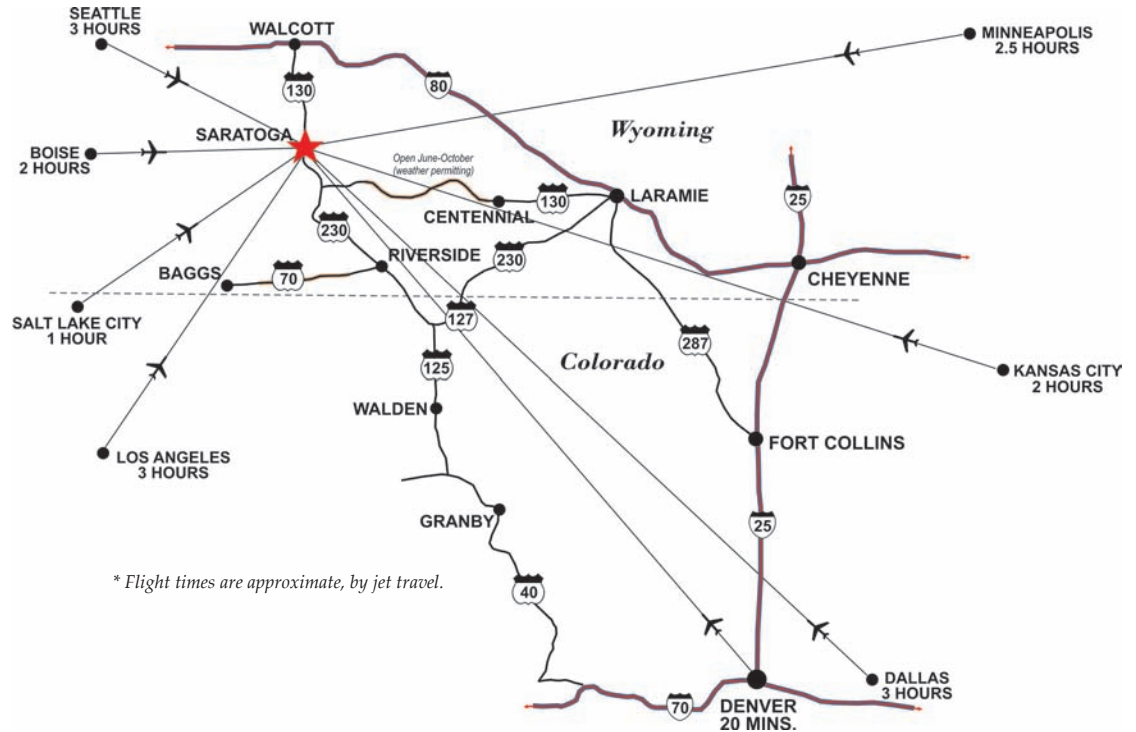 SEATTLE
3 HOURS
WALCOTT
MINNEAPOLIS
2.5 HOURS
130
80
SARATOGA
Wyoming
BOISE
2 HOURS
Open June-October
(weather permitting)
CENTENNIAL
130
LARAMIE
25
230
RIVERSIDE
230
BAGGS
70
CHEYENNE
SALT LAKE CITY
1 HOUR
127
287
125
Colorado
KANSAS CITY
2 HOURS
WALDEN
FORT COLLINS
LOS ANGELES
3 HOURS
GRANBY
25
* Flight times are approximate, by jet travel.
40
DALLAS
3 HOURS
70
DENVER
20 MINS.